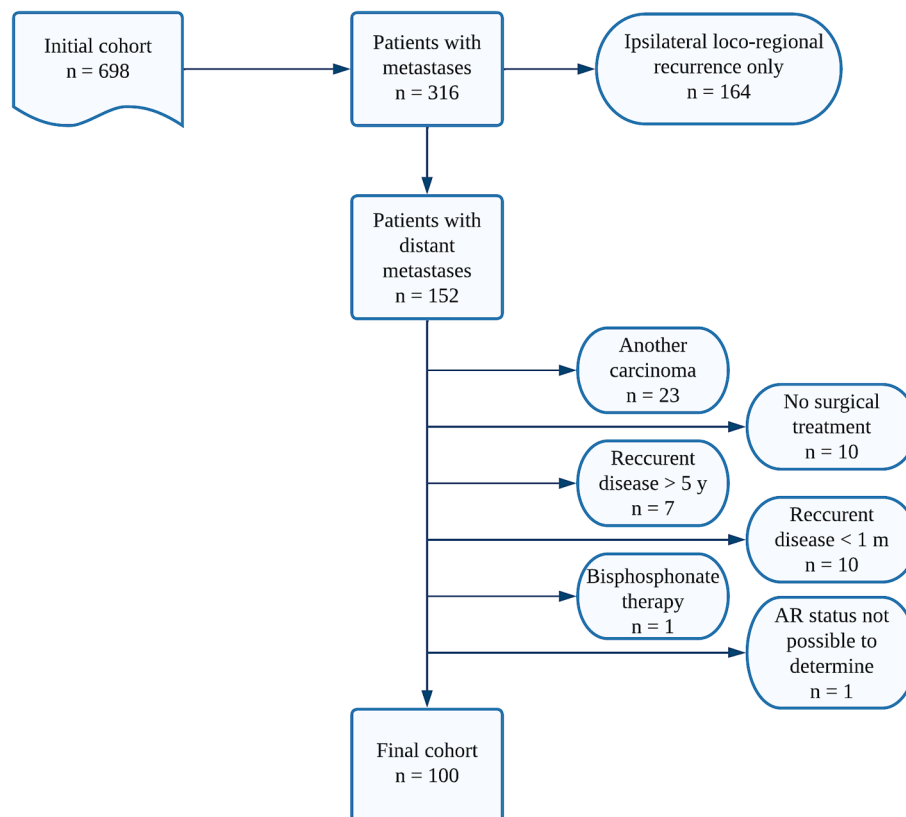 Initial cohort
n = 698
Patients with
metastases
n = 316
Ipsilateral loco-regional
recurrence only
n = 164
Patients with
distant
metastases
n = 152
Another
carcinoma
n = 23
No surgical
treatment
n = 10
Reccurent
disease > 5 y
n = 7
Reccurent
disease < 1 m
n = 10
Bisphosphonate
therapy
n = 1
AR status not
possible to
determine
n = 1
Final cohort
n = 100